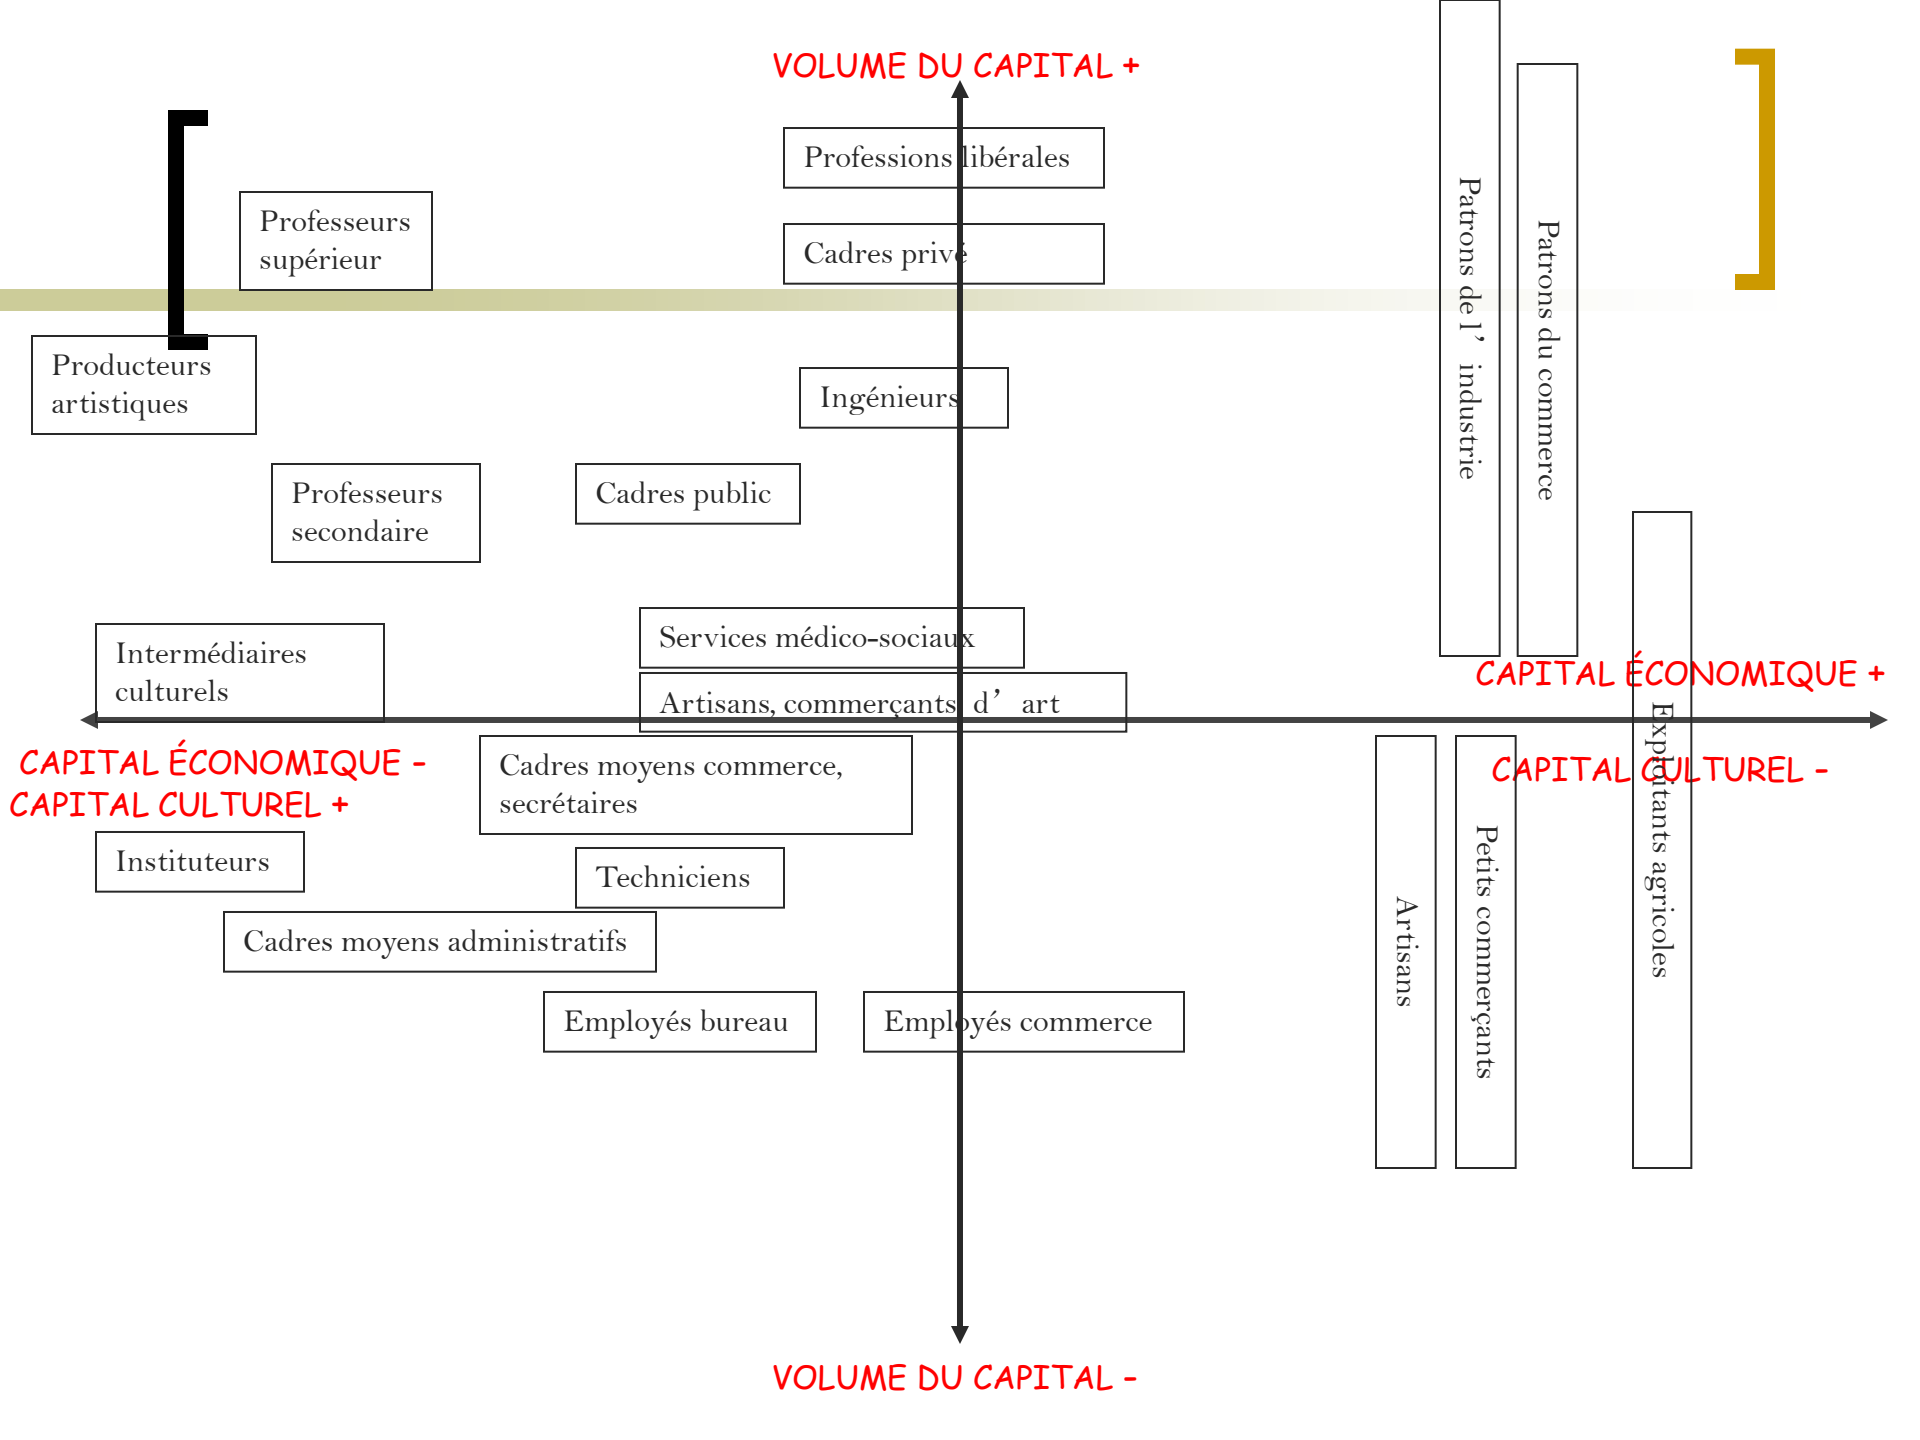 VOLUME DU CAPITAL +
Professions libérales
Professeurs
supérieur
Cadres privé
Patrons de l’industrie
Patrons du commerce
Producteurs
artistiques
Ingénieurs
Professeurs
secondaire
Cadres public
Services médico-sociaux
Intermédiaires
culturels
Artisans, commerçants d’art
CAPITAL ÉCONOMIQUE +
CAPITAL CULTUREL -
Exploitants agricoles
CAPITAL ÉCONOMIQUE -
CAPITAL CULTUREL +
Cadres moyens commerce,
secrétaires
Instituteurs
Techniciens
Cadres moyens administratifs
Artisans
Petits commerçants
Employés bureau
Employés commerce
VOLUME DU CAPITAL -